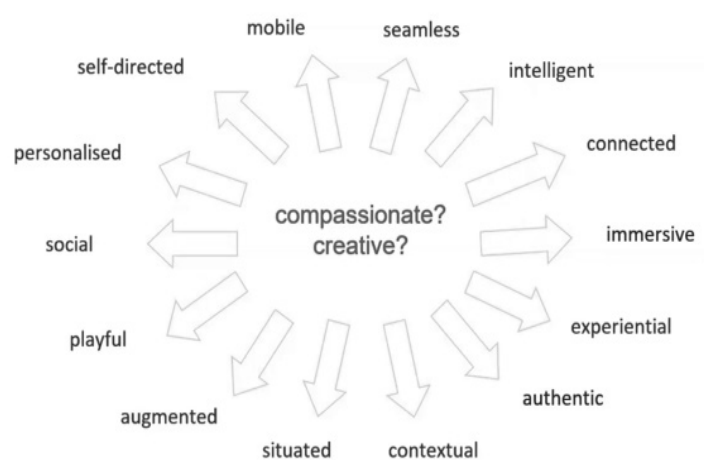 mobile
seamless
self-directed
intelligent
personalised
connected
compassionate?
creative?
social
immersive
playful
experiential
augmented
authentic
situated
contextual